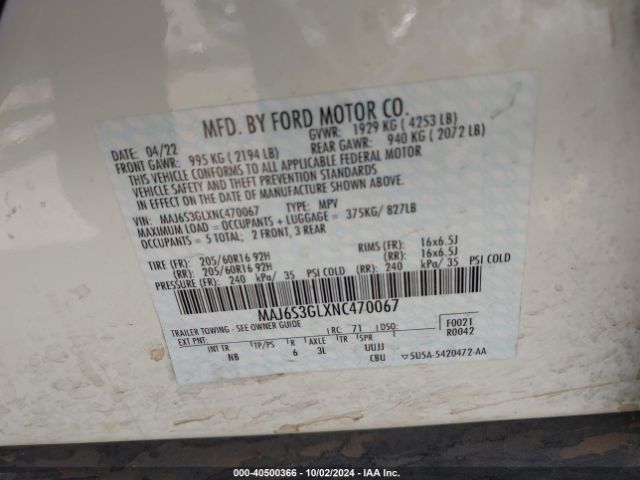 MFD. BY FORD MOTOR CO.
DATE: 04/22 GVWR: 1929 KG ( 4253 LB)
FRONT GAWR: 995 KG ( 2194 LB) REAR GAWR: 940 KG ( 2072 LB)
THIS VEHICLE CONFORMS TO ALL APPLICABLE FEDERAL MOTOR
VEHICLE SAFETY AND THEFT PREVENTION STANDARDS
IN EFFECT ON THE DATE OF MANUFACTURE SHOWN ABOVE.
VIN: MAJ6S3GLXNC470067 TYPE: MPV
MAXIMUM LOAD = OCCUPANTS + LUGGAGE = 375KG/ 827LB
OCCUPANTS = 5 TOTAL; 2 FRONT, 3 REAR
TIRE (FR): 205/60R16 92H RIMS (FR): 16x6.5J
(RR): 205/60R16 92H (RR): 16x6.5J
PRESSURE (FR): 240 kPa/ 35 PSI COLD (RR): 240 kPa/ 35 PSI COLD
MAJ6S3GLXNC470067
TRAILER TOWING - SEE OWNER GUIDE
EXT PNT: RC: 71 DSO: F0021
R0042
INT TR TP/PS R AXLE TR SPR
NB 6 3L UUJJ
CBU 5U5A-5420472-AA
000-40500366 | 10/02/2024 | IAA Inc.